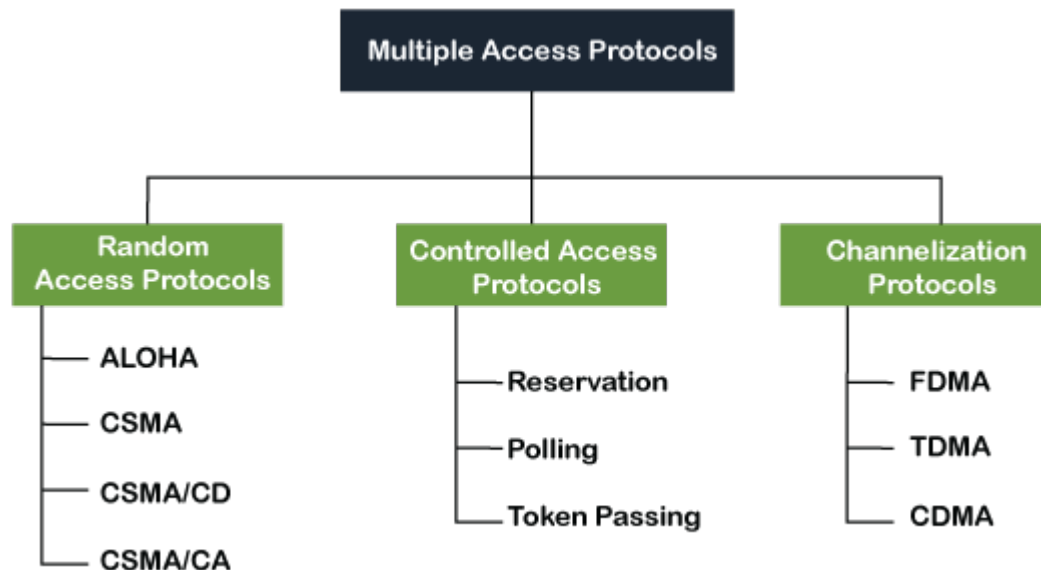 Multiple Access Protocols
Random
Access Protocols
ALOHA
CSMA
CSMA/CD
CSMA/CA
Controlled Access
Protocols
Reservation
Polling
Token Passing
Channelization
Protocols
FDMA
TDMA
CDMA